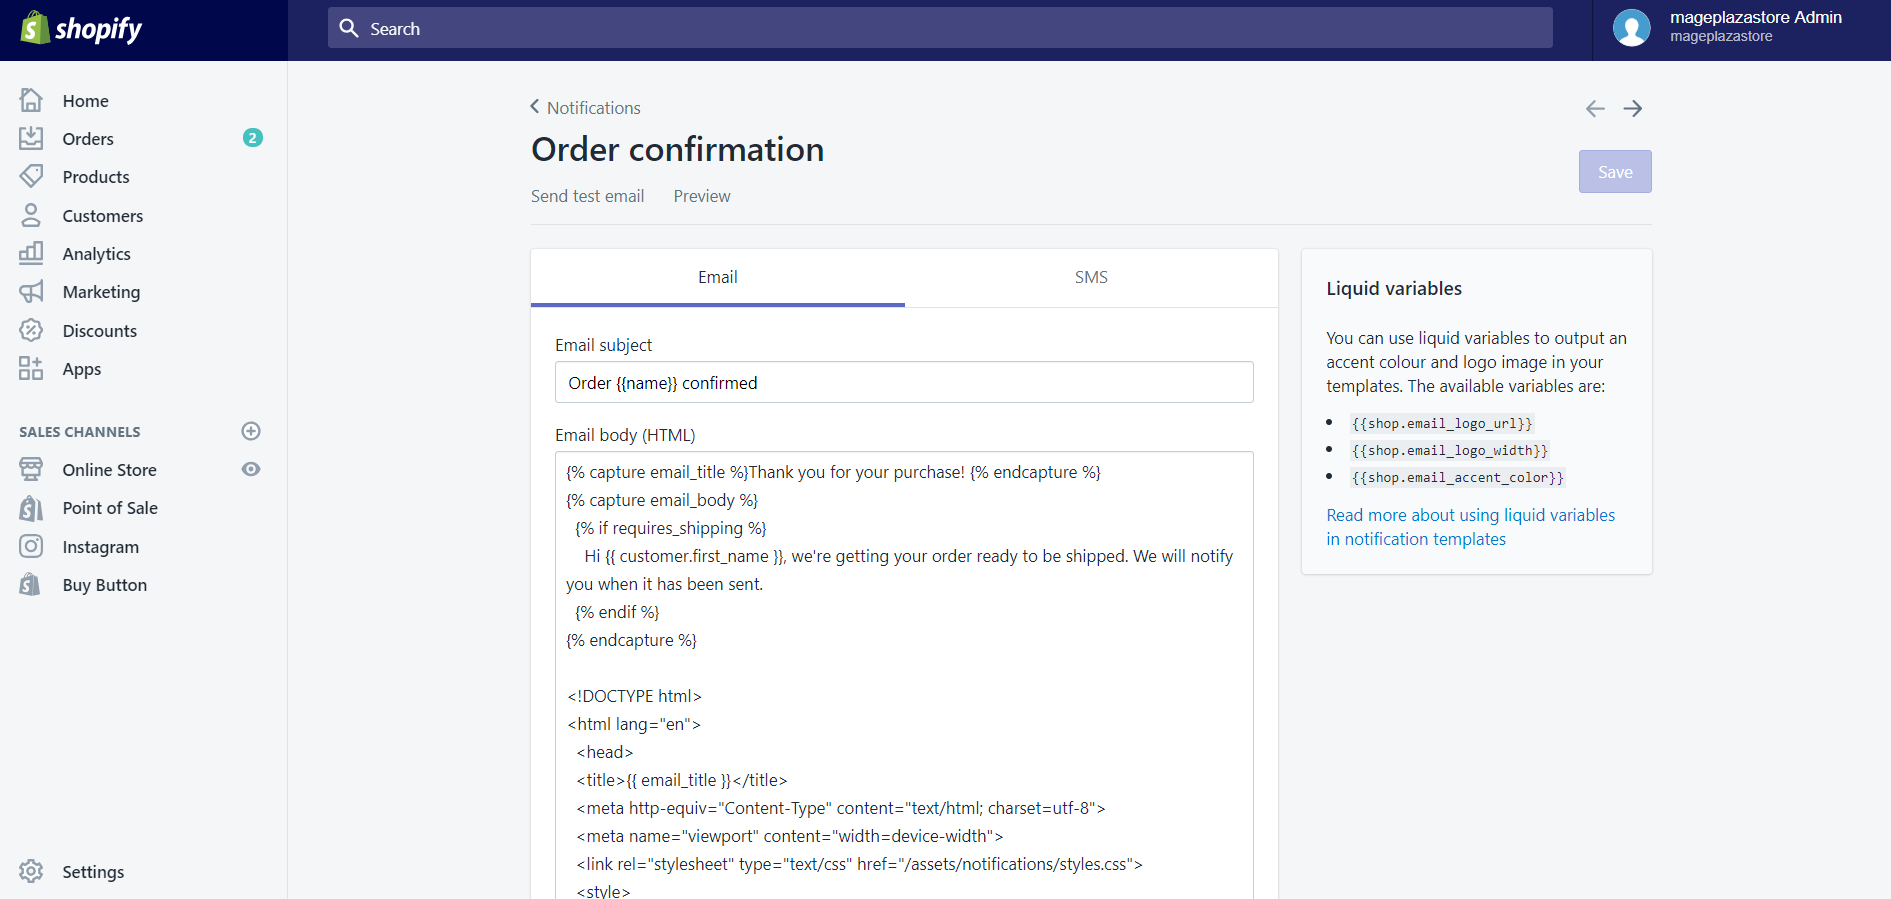 shopify
Search
mageplazastore Admin
mageplazastore
Home
Orders
2
Products
Customers
Analytics
Marketing
Discounts
Apps
SALES CHANNELS
Online Store
Point of Sale
Instagram
Buy Button
Settings
Notifications
Order confirmation
Send test email
Preview
Save
Email
SMS
Email subject
Order {{name}} confirmed
Email body (HTML)
{% capture email_title %}Thank you for your purchase! {% endcapture %}
{% capture email_body %}
{% if requires_shipping %}
Hi {{ customer.first_name }}, we're getting your order ready to be shipped. We will notify
you when it has been sent.
{% endif %}
{% endcapture %}
<!DOCTYPE html>
<html lang="en">
<head>
<title>{{ email_title }}</title>
<meta http-equiv="Content-Type" content="text/html; charset=utf-8">
<meta name="viewport" content="width=device-width">
<link rel="stylesheet" type="text/css" href="/assets/notifications/styles.css">
<style>
Liquid variables
You can use liquid variables to output an
accent colour and logo image in your
templates. The available variables are:
{{shop.email_logo_url}}
{{shop.email_logo_width}}
{{shop.email_accent_color}}
Read more about using liquid variables
in notification templates